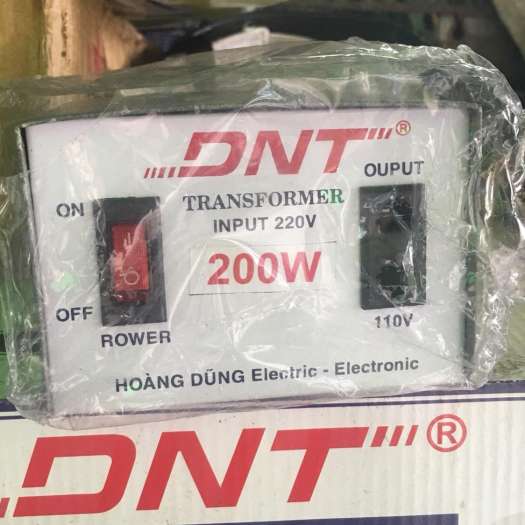 DNT®
ON
TRANSFORMER
OUPUT
INPUT 220V
200W
OFF
ROWER
110V
HOÀNG DŨNG Electric - Electronic
DNT®